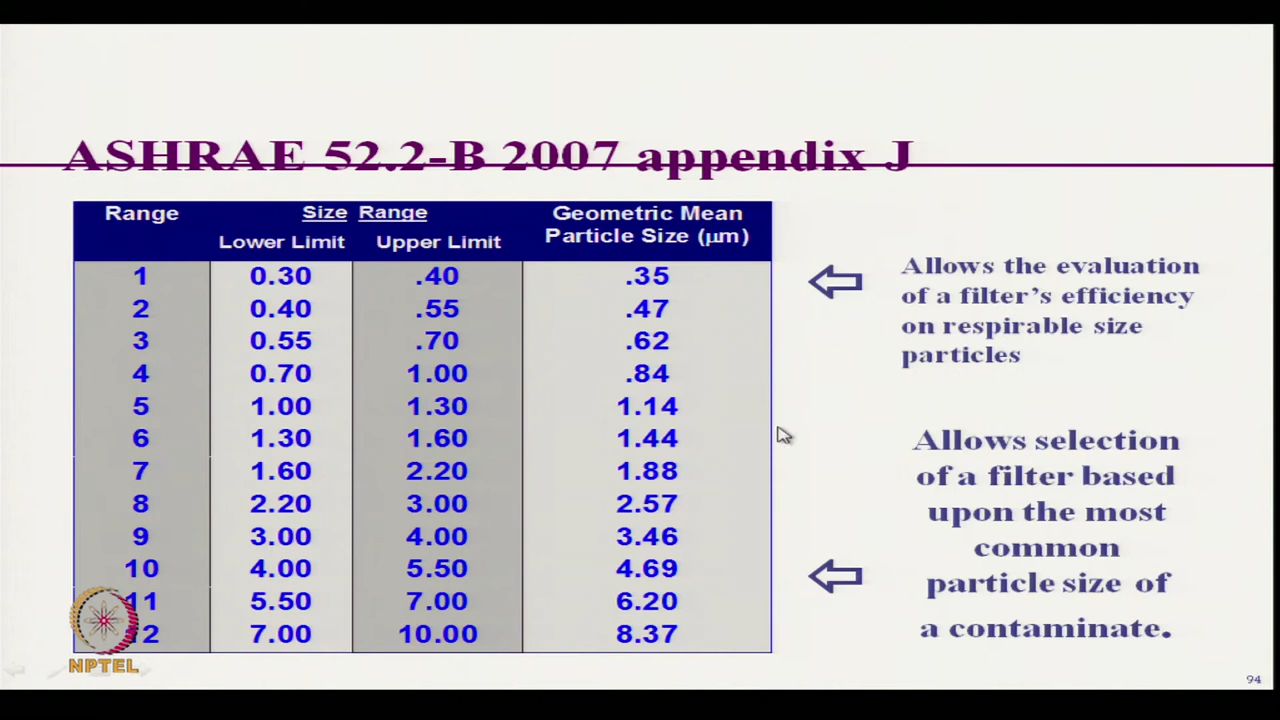 ASHRAE 52.2-B 2007 appendix J
Range Size Range Geometric Mean
Lower Limit Upper Limit Particle Size (μm)
1 0.30 .40 .35
2 0.40 .55 .47
3 0.55 .70 .62
4 0.70 1.00 .84
5 1.00 1.30 1.14
6 1.30 1.60 1.44
7 1.60 2.20 1.88
8 2.20 3.00 2.57
9 3.00 4.00 3.46
10 4.00 5.50 4.69
11 5.50 7.00 6.20
12 7.00 10.00 8.37
Allows the evaluation
of a filter's efficiency
on respirable size
particles
Allows selection
of a filter based
upon the most
common
particle size of
a contaminate.
NPTEL
94